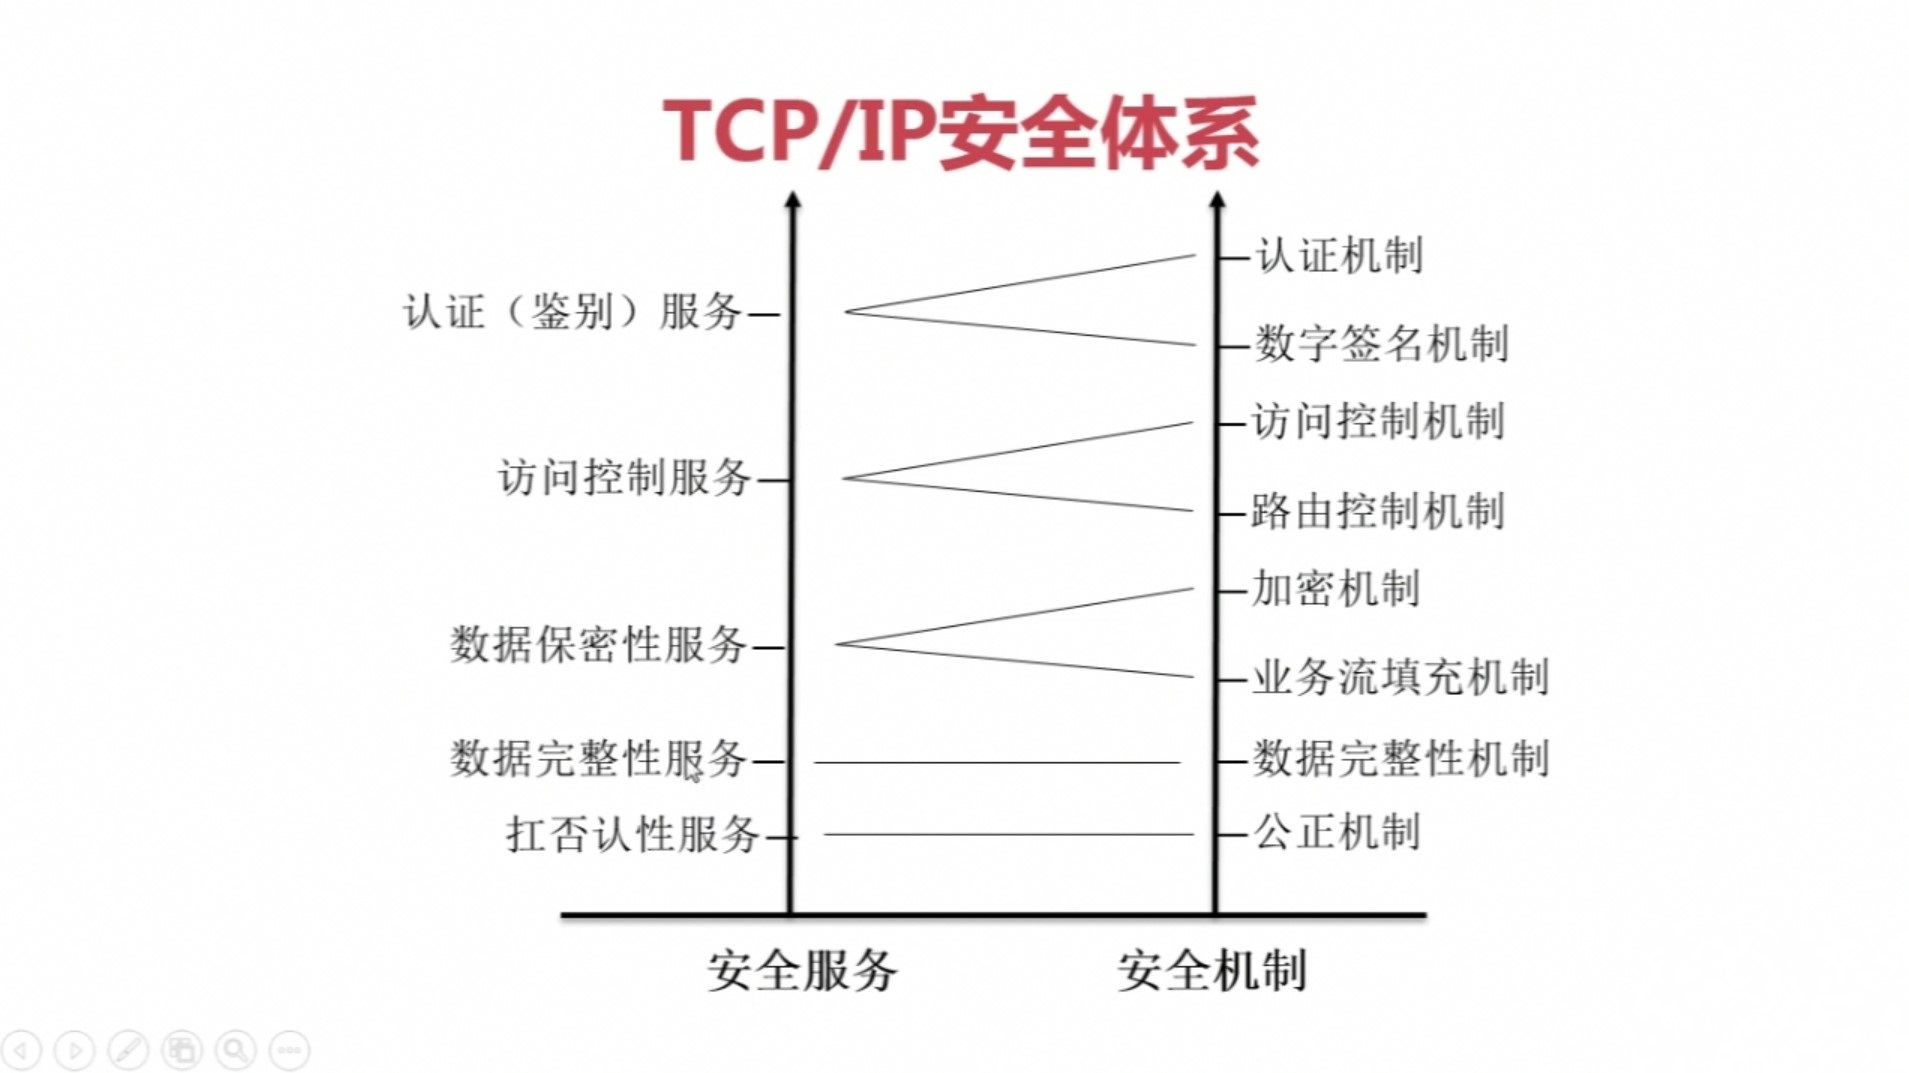 TCP/IP安全体系
认证机制
认证（鉴别）服务
数字签名机制
访问控制机制
访问控制服务
路由控制机制
加密机制
数据保密性服务
业务流填充机制
数据完整性服务
数据完整性机制
扛否认性服务
公正机制
安全服务
安全机制